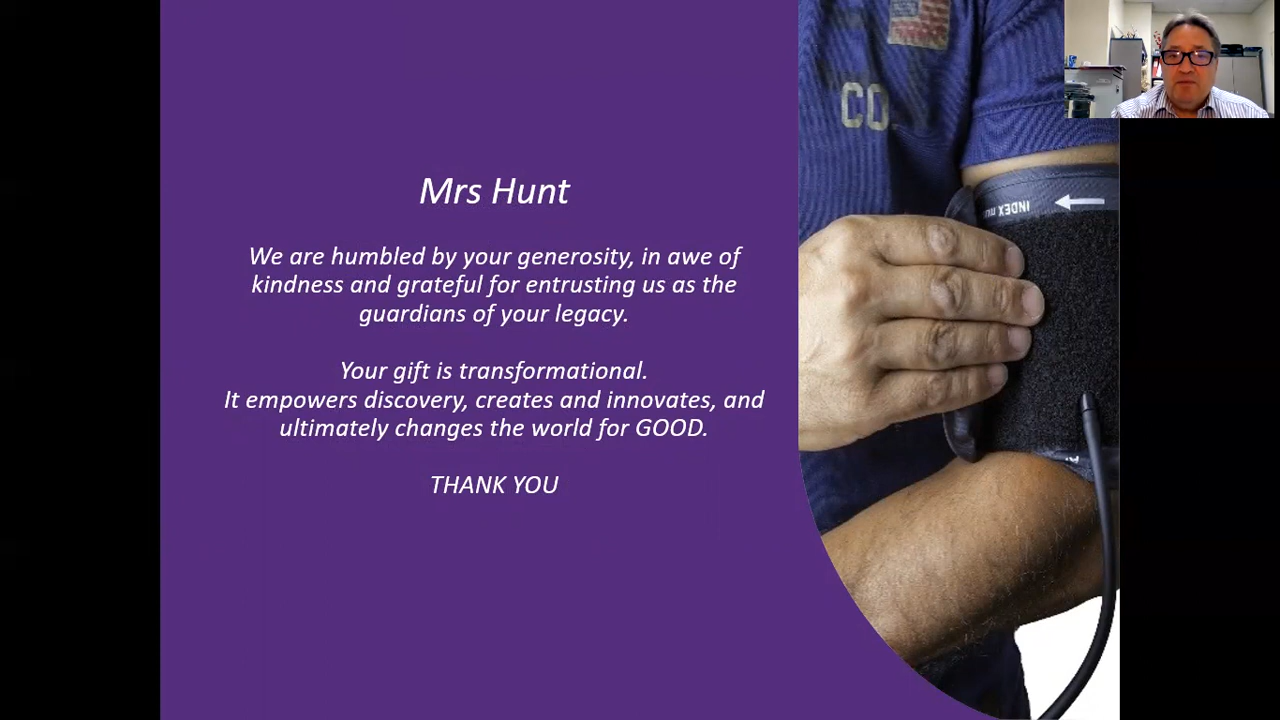 Mrs Hunt
We are humbled by your generosity, in awe of
kindness and grateful for entrusting us as the
guardians of your legacy.
Your gift is transformational.
It empowers discovery, creates and innovates, and
ultimately changes the world for GOOD.
THANK YOU
CO
INDEX